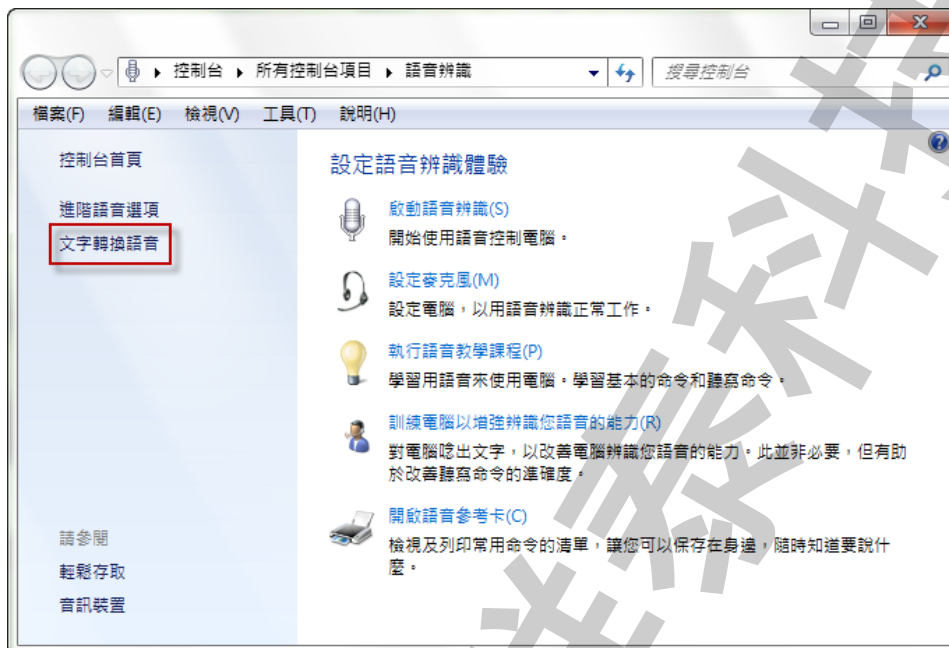 控制台 ▸ 所有控制台項目 ▸ 語音辨識
搜尋控制台
檔案(F) 編輯(E) 檢視(V) 工具(T) 說明(H)
控制台首頁
進階語音選項
文字轉換語音
設定語音辨識體驗
啟動語音辨識(S)
開始使用語音控制電腦。
設定麥克風(M)
設定電腦，以用語音辨識正常工作。
執行語音教學課程(P)
學習用語音來使用電腦。學習基本的命令和聽寫命令。
訓練電腦以增強辨識您語音的能力(R)
對電腦唸出文字，以改善電腦辨識您語音的能力。此並非必要，但有助
於改善聽寫命令的準確度。
開啟語音參考卡(C)
檢視及列印常用命令的清單，讓您可以保存在身邊，隨時知道要說什
麼。
請參閱
輕鬆存取
音訊裝置
泰科